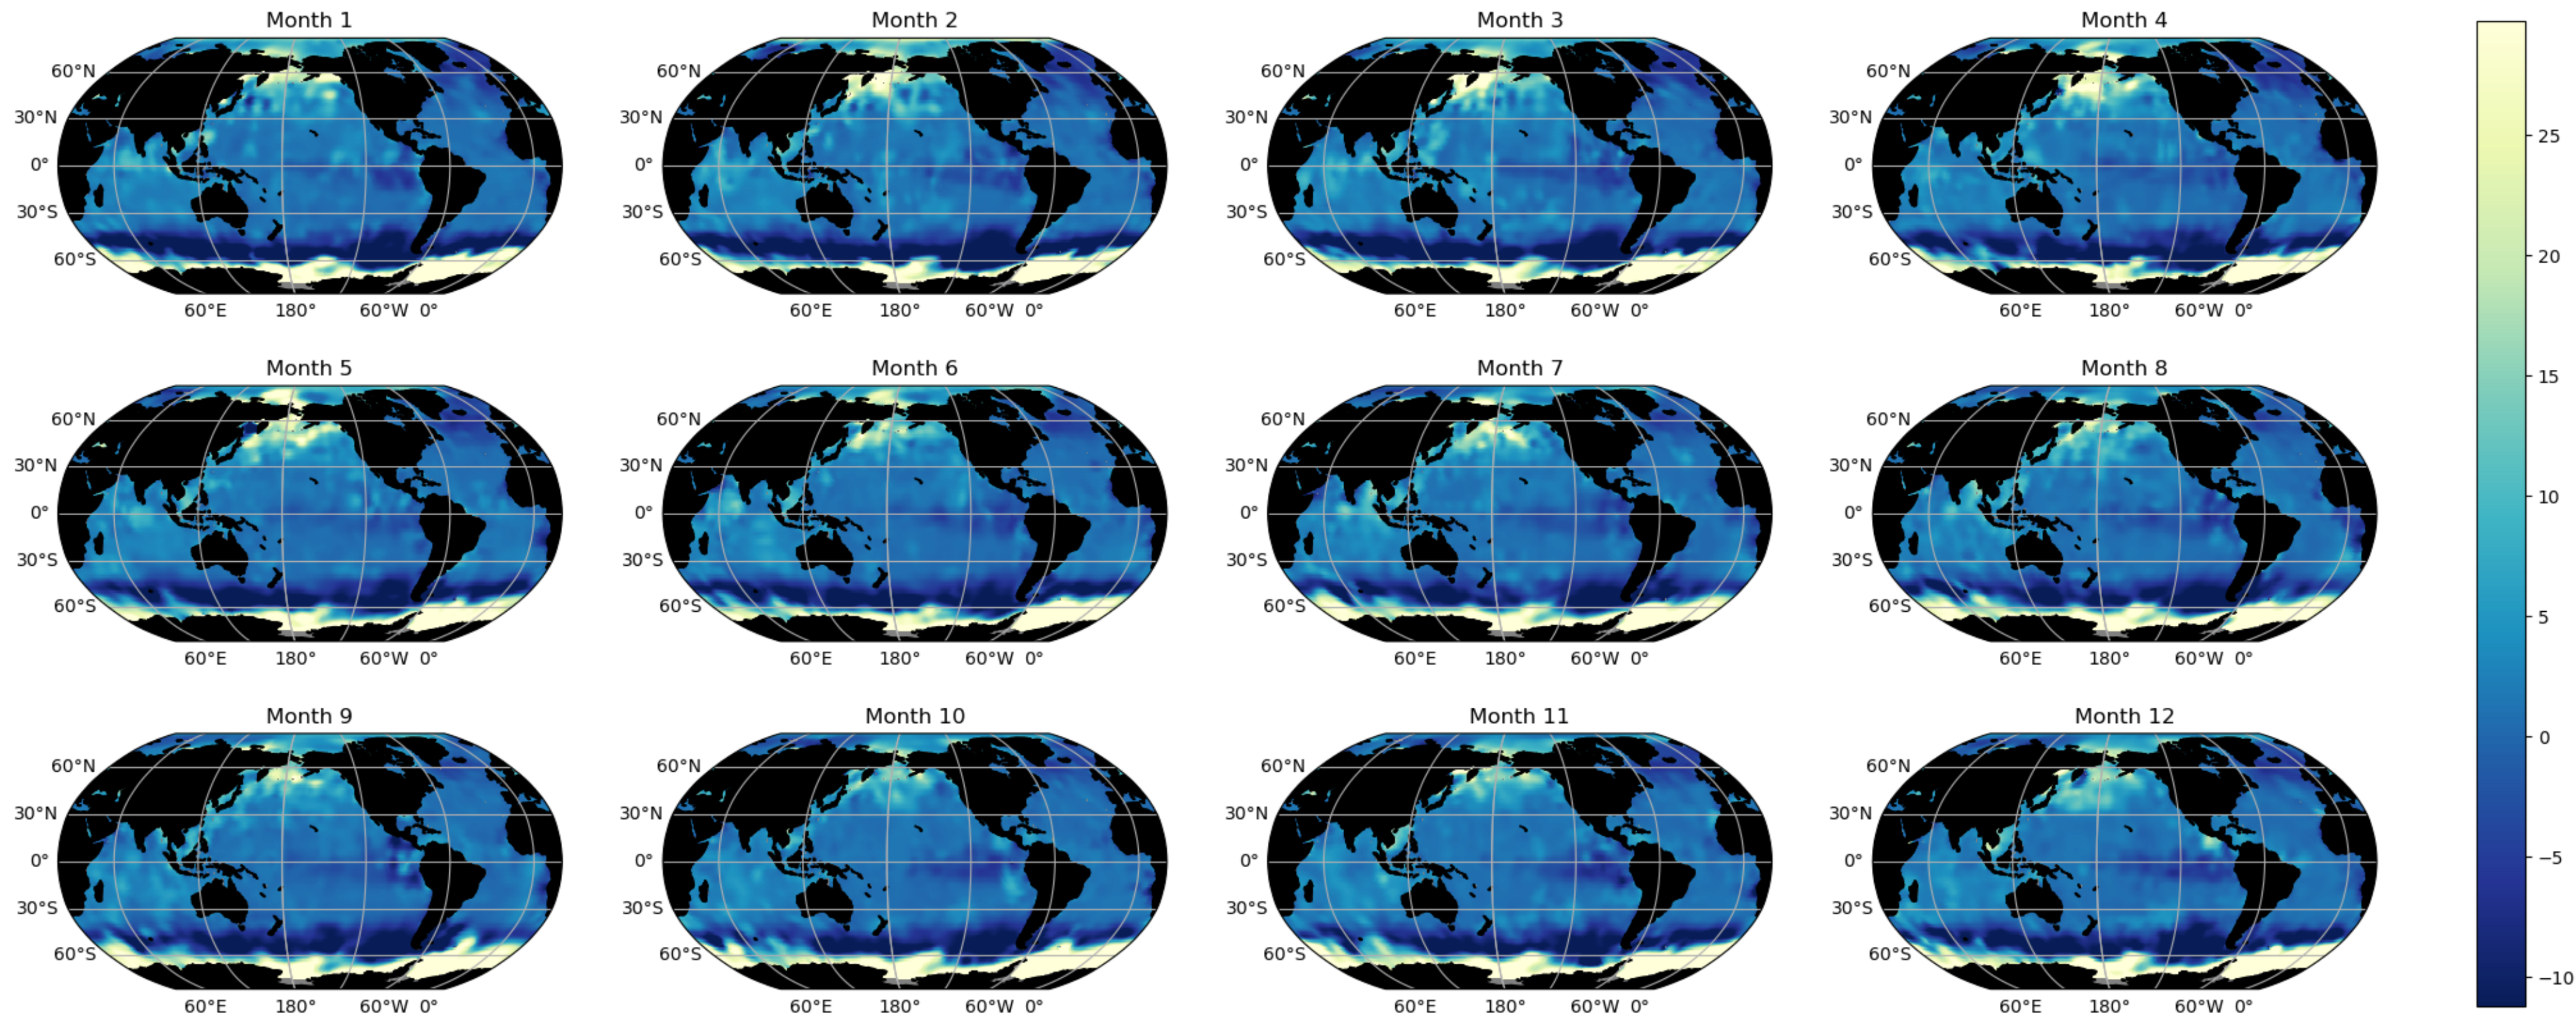 Month 1 Month 2 Month 3 Month 4
60°N 60°N 60°N 60°N 25
30°N 30°N 30°N 30°N 20
0° 0° 0° 0°
30°S 30°S 30°S 30°S
60°S 60°S 60°S 60°S
60°E 180° 60°W 0° 60°E 180° 60°W 0° 60°E 180° 60°W 0° 60°E 180° 60°W 0°
15
Month 5 Month 6 Month 7 Month 8
60°N 60°N 60°N 60°N
30°N 30°N 30°N 30°N 10
0° 0° 0° 0° 5
30°S 30°S 30°S 30°S
60°S 60°S 60°S 60°S
60°E 180° 60°W 0° 60°E 180° 60°W 0° 60°E 180° 60°W 0° 60°E 180° 60°W 0°
Month 9 Month 10 Month 11 Month 12
0
60°N 60°N 60°N 60°N
30°N 30°N 30°N 30°N
0° 0° 0° 0° −5
30°S 30°S 30°S 30°S
60°S 60°S 60°S 60°S −10
60°E 180° 60°W 0° 60°E 180° 60°W 0° 60°E 180° 60°W 0° 60°E 180° 60°W 0°